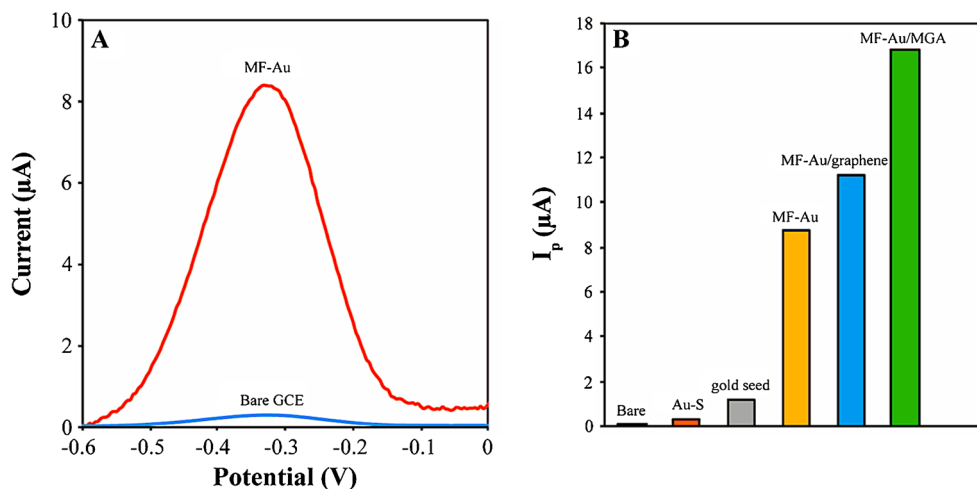 A
10
8
6
4
2
0
Current (µA)
MF-Au
Bare GCE
-0.6
-0.5
-0.4
-0.3
-0.2
-0.1
0
Potential (V)
B
18
16
14
12
10
8
6
4
2
0
Ip (µA)
Bare
Au-S
gold seed
MF-Au
MF-Au/graphene
MF-Au/MGA